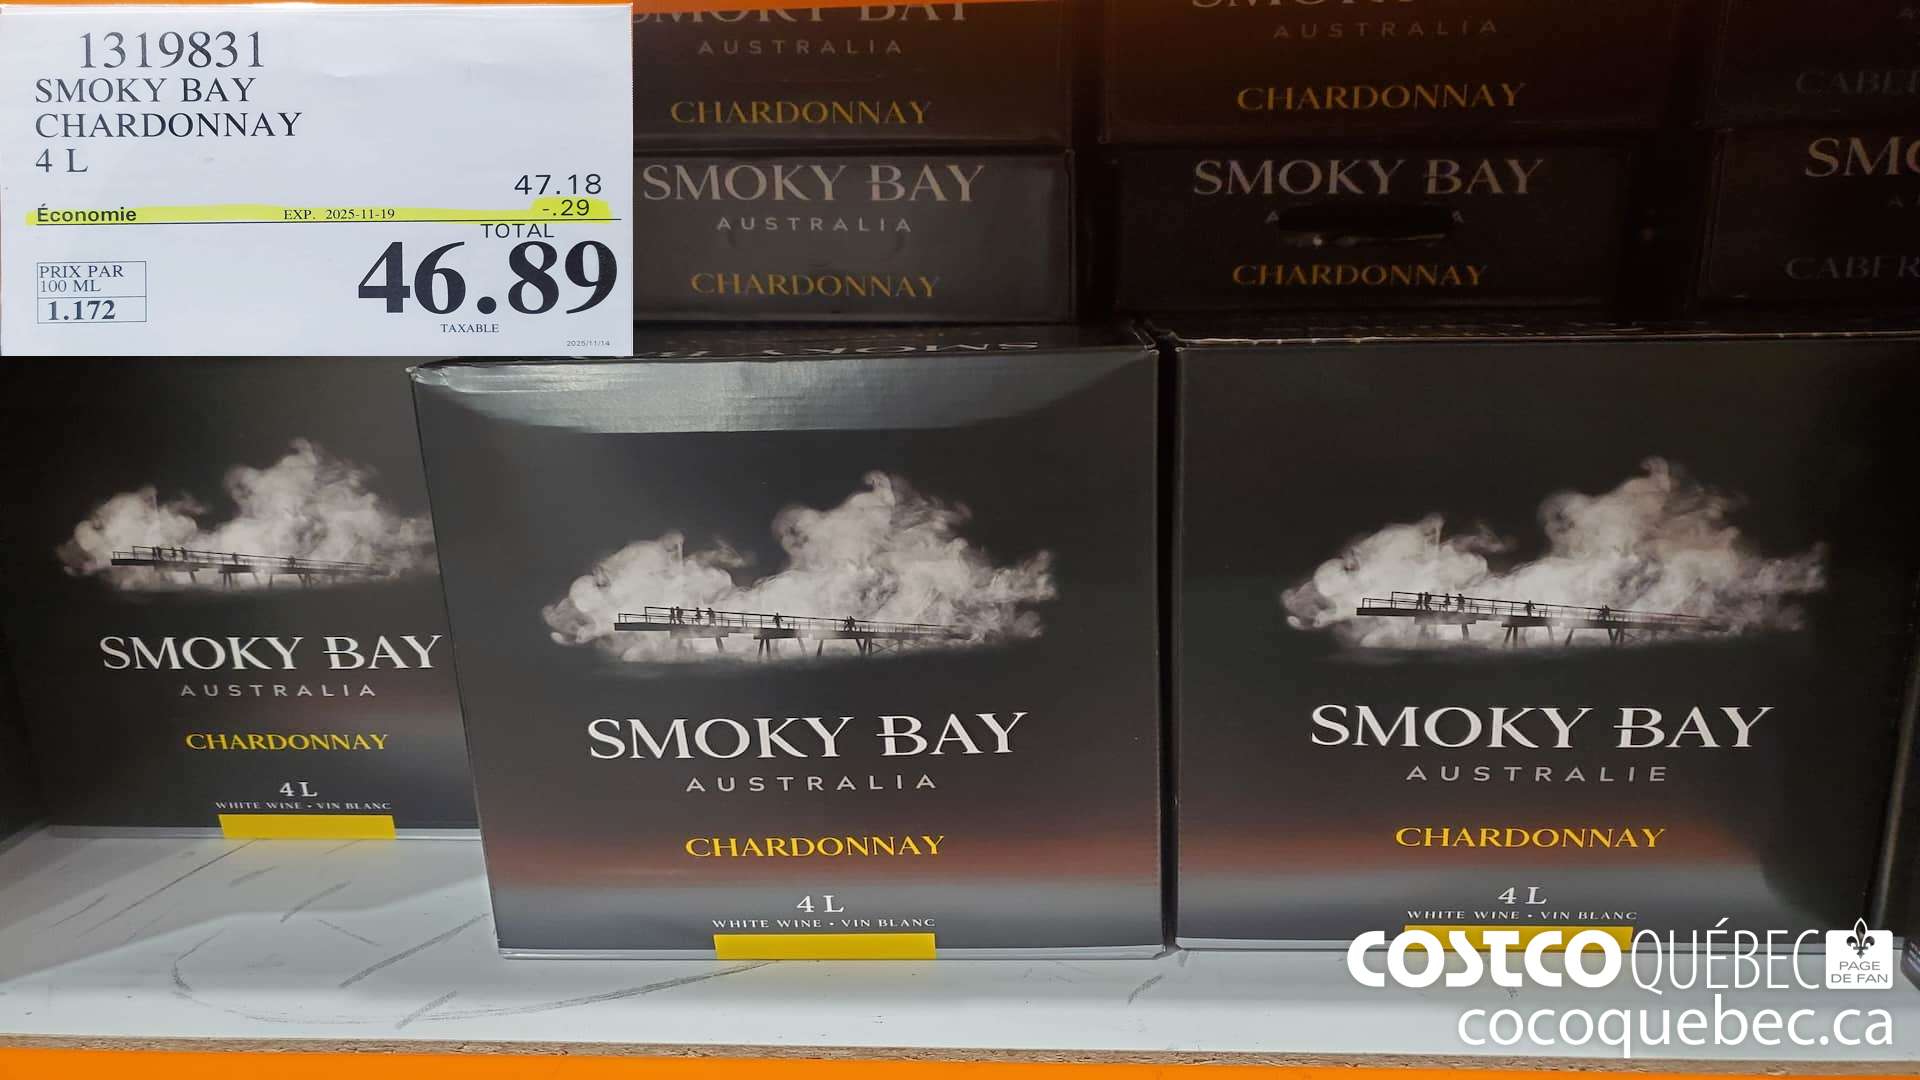 1319831
SMOKY BAY
CHARDONNAY
4 L
47.18
Économie EXP. 2025-11-19 -.29
TOTAL
46.89
PRIX PAR
100 ML
1.172
TAXABLE
2025/11/14
SMOKY BAY
AUSTRALIA
CHARDONNAY
AUSTRALIA
CHARDONNAY
SMOKY BAY
AUSTRALIA
CHARDONNAY
SMOKY BAY
CHARDONNAY
SMOKY BAY
AUSTRALIA
CHARDONNAY
4 L
WHITE WINE • VIN BLANC
SMOKY BAY
AUSTRALIA
CHARDONNAY
4 L
WHITE WINE • VIN BLANC
SMOKY BAY
AUSTRALIE
CHARDONNAY
4 L
WHITE WINE • VIN BLANC
COSTCO QUÉBEC
PAGE
DE FAN
cocoquebec.ca